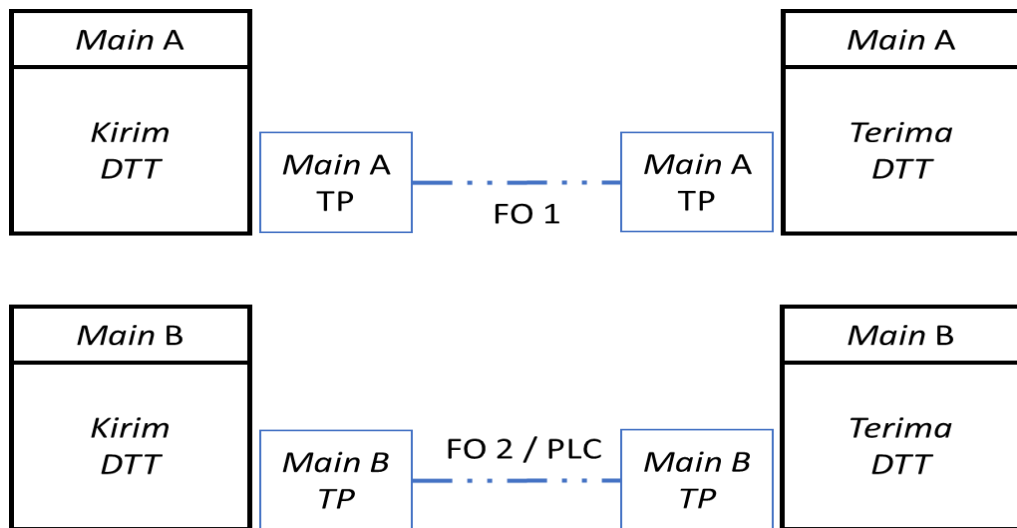 Main A
Main A
Kirim
DTT
Terima
DTT
Main A
TP
Main A
TP
FO 1
Main B
Main B
Kirim
DTT
Terima
DTT
FO 2 / PLC
Main B
TP
Main B
TP